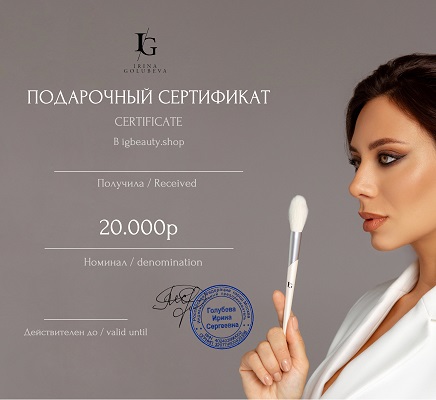 IG
IRINA
GOLUBEVA
ПОДАРОЧНЫЙ СЕРТИФИКАТ
CERTIFICATE
В igbeauty.shop
Получила / Received
20.000р
Номинал / denomination
Голубева
Ирина
Сергеевна
Действителен до / valid until
IG